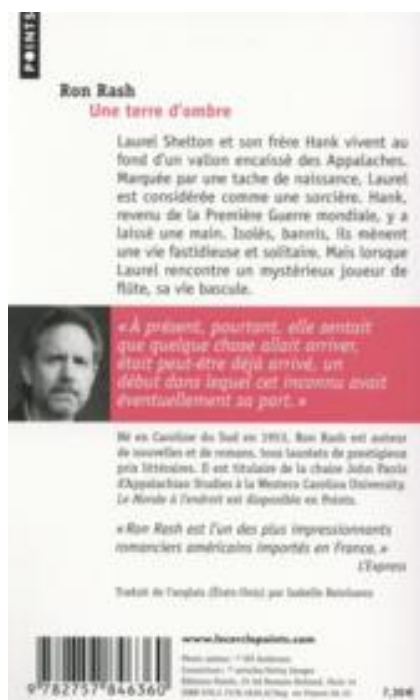 POINTS
Ron Rash
Une terre d'ombre
Laurel Shelton et son frère Hank vivent au
fond d'un vallon encaissé des Appalaches.
Marquée par une tache de naissance, Laurel
est considérée comme une sorcière. Hank,
revenu de la Première Guerre mondiale, y a
laissé une main. Isolés, bannis, ils mènent
une vie fastidieuse et solitaire. Mais lorsque
Laurel rencontre un mystérieux joueur de
flûte, sa vie bascule.
« À présent, pourtant, elle sentait
que quelque chose allait arriver,
était peut-être déjà arrivé, un
début dans lequel cet inconnu avait
éventuellement sa part. »
Né en Caroline du Sud en 1953, Ron Rash est auteur
de nouvelles et de romans, tous lauréats de prestigieux
prix littéraires. Il est titulaire de la chaire John Parris
d'Appalachian Studies à la Western Carolina University.
Le Monde à l'endroit est disponible en Points.
« Ron Rash est l'un des plus impressionnants
romanciers américains importés en France. »
L'Express
Traduit de l'anglais (États-Unis) par Isabelle Reinharez
www.lecerclepoints.com
9 782757 846360